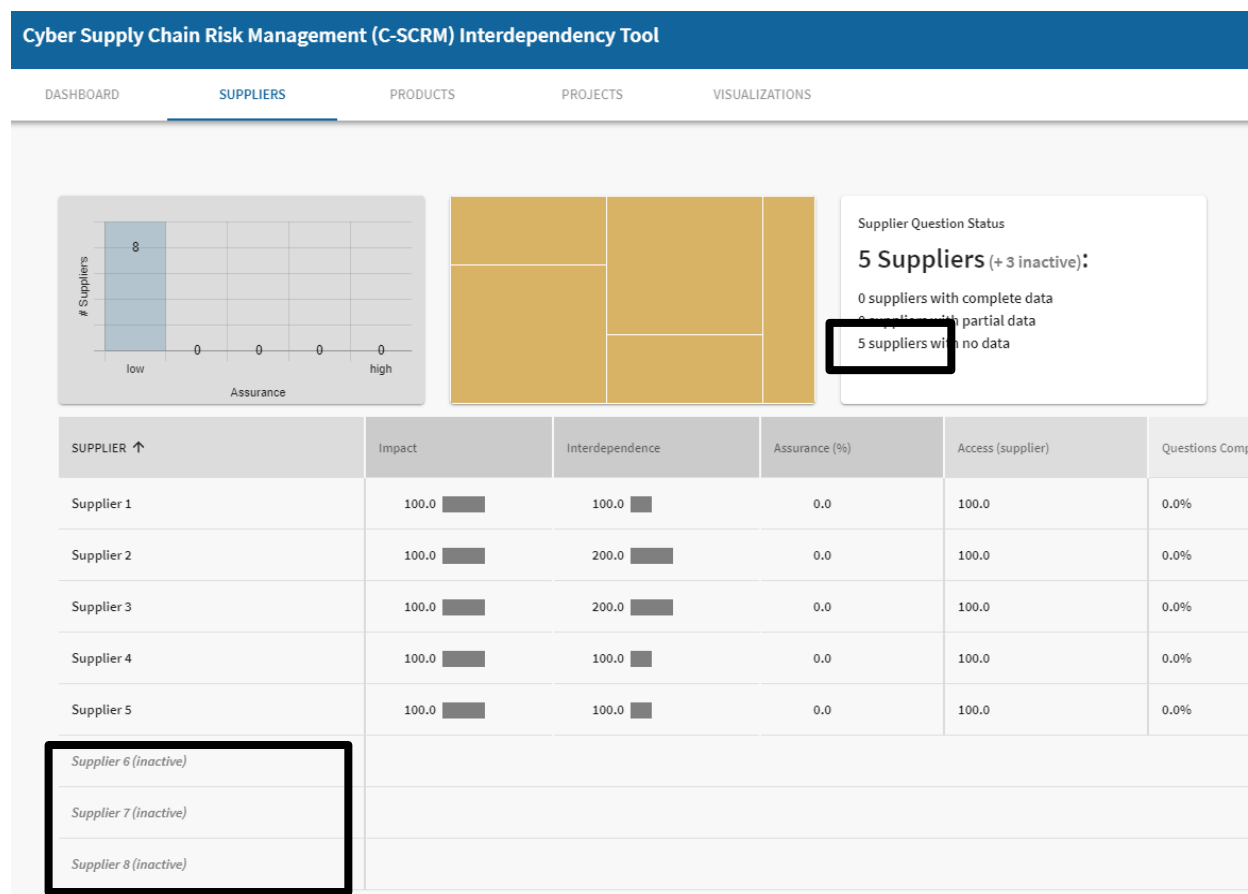 Cyber Supply Chain Risk Management (C-SCRM) Interdependency Tool
DASHBOARD SUPPLIERS PRODUCTS PROJECTS VISUALIZATIONS
# Suppliers
8
0 0 0 0
low high
Assurance
Supplier Question Status
5 Suppliers (+ 3 inactive):
0 suppliers with complete data
0 suppliers with partial data
5 suppliers with no data
SUPPLIER ↑ Impact Interdependence Assurance (%) Access (supplier) Questions Comp
Supplier 1 100.0 100.0 0.0 100.0 0.0%
Supplier 2 100.0 200.0 0.0 100.0 0.0%
Supplier 3 100.0 200.0 0.0 100.0 0.0%
Supplier 4 100.0 100.0 0.0 100.0 0.0%
Supplier 5 100.0 100.0 0.0 100.0 0.0%
Supplier 6 (inactive)
Supplier 7 (inactive)
Supplier 8 (inactive)